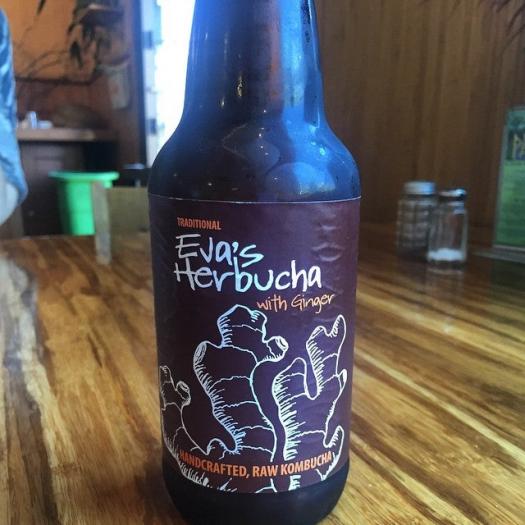 TRADITIONAL
Eva's
Herbucha
with Ginger
HANDCRAFTED, RAW KOMBUCHA